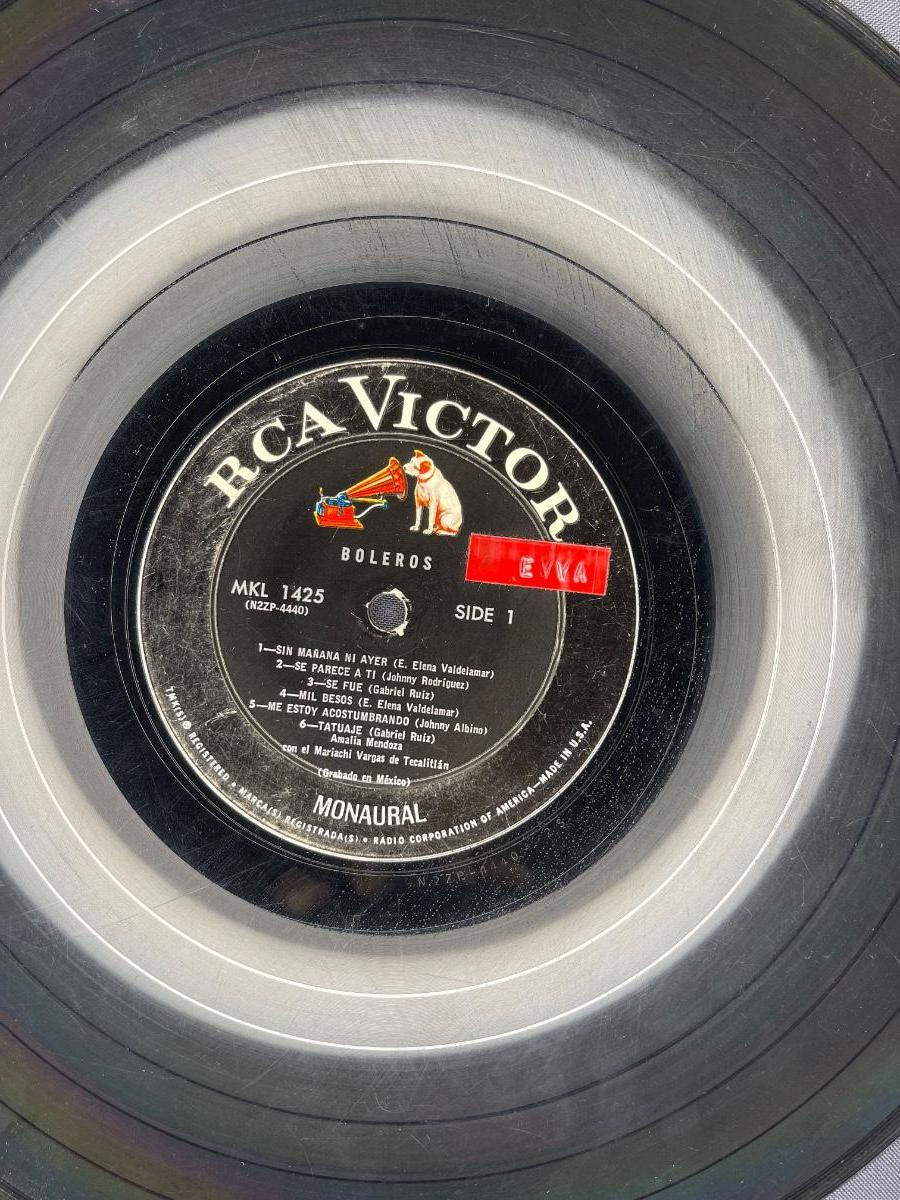 RCA VICTOR
BOLEROS
EVVA
MKL 1425
(N2ZP-4440)
SIDE 1
1—SIN MAÑANA NI AYER (E. Elena Valdelamar)
2—SE PARECE A TI (Johnny Rodríguez)
3—SE FUE (Gabriel Ruíz)
4—MIL BESOS (E. Elena Valdelamar)
5—ME ESTOY ACOSTUMBRANDO (Johnny Albino)
6—TATUAJE (Gabriel Ruíz)
Amalia Mendoza
con el Mariachi Vargas de Tecalitlán
(Grabado en México)
MONAURAL
TMK(S) ® REGISTERED • MARCA(S) REGISTRADA(S) • RADIO CORPORATION OF AMERICA—MADE IN U.S.A.